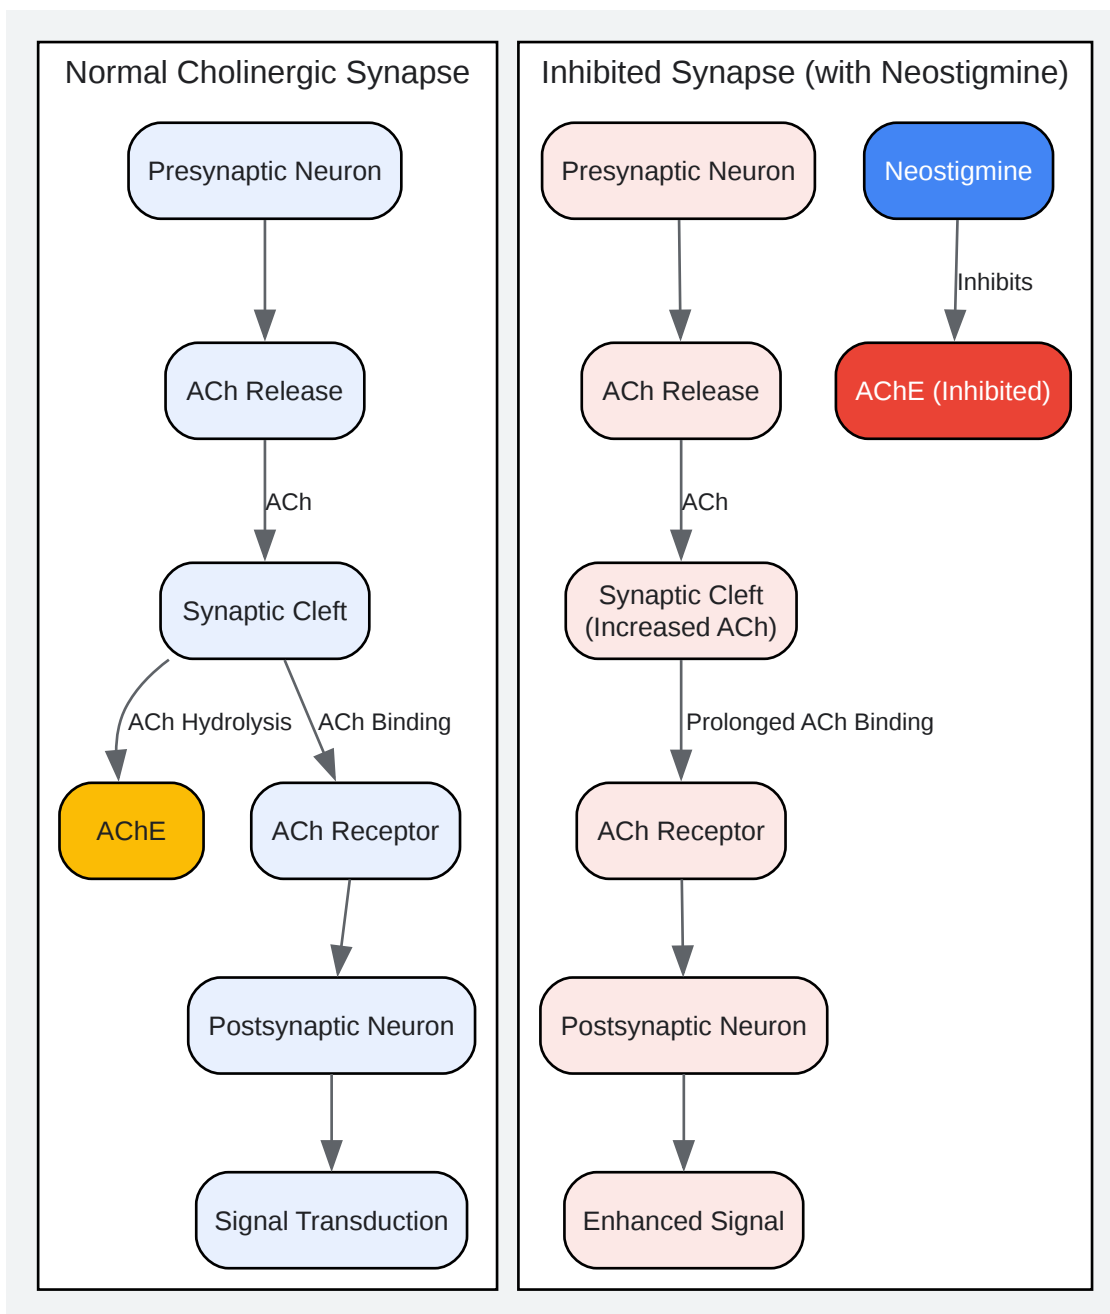 Normal Cholinergic Synapse
Presynaptic Neuron
ACh Release
ACh
Synaptic Cleft
ACh Hydrolysis
ACh Binding
AChE
ACh Receptor
Postsynaptic Neuron
Signal Transduction
Inhibited Synapse (with Neostigmine)
Presynaptic Neuron
Neostigmine
Inhibits
ACh Release
AChE (Inhibited)
ACh
Synaptic Cleft
(Increased ACh)
Prolonged ACh Binding
ACh Receptor
Postsynaptic Neuron
Enhanced Signal